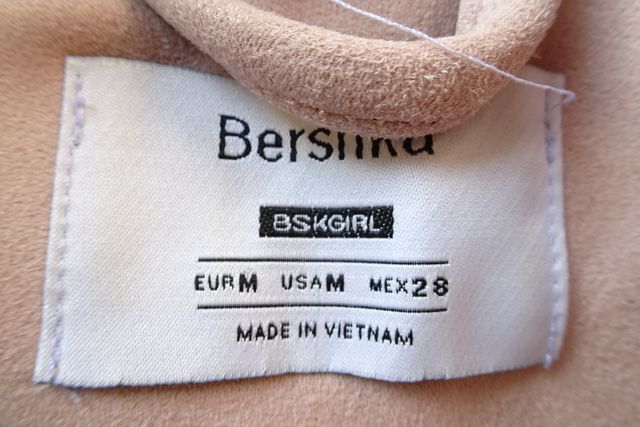 Bershka
BSKGIRL
EUR M USA M MEX 28
MADE IN VIETNAM